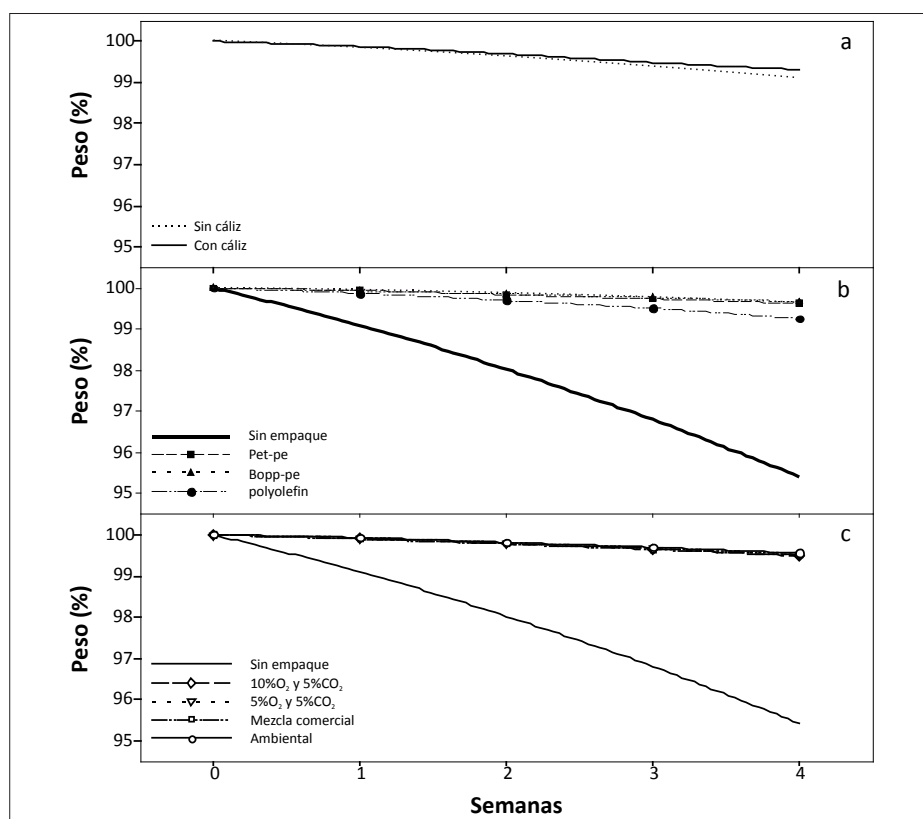 a
Peso (%)
100
99
98
97
96
95
Sin cáliz
Con cáliz
b
Peso (%)
100
99
98
97
96
95
Sin empaque
Pet-pe
Bopp-pe
polyolefin
c
Peso (%)
100
99
98
96
96
95
Sin empaque
10%O₂ y 5%CO₂
5%O₂ y 5%CO₂
Mezcla comercial
Ambiental
0 1 2 3 4
Semanas